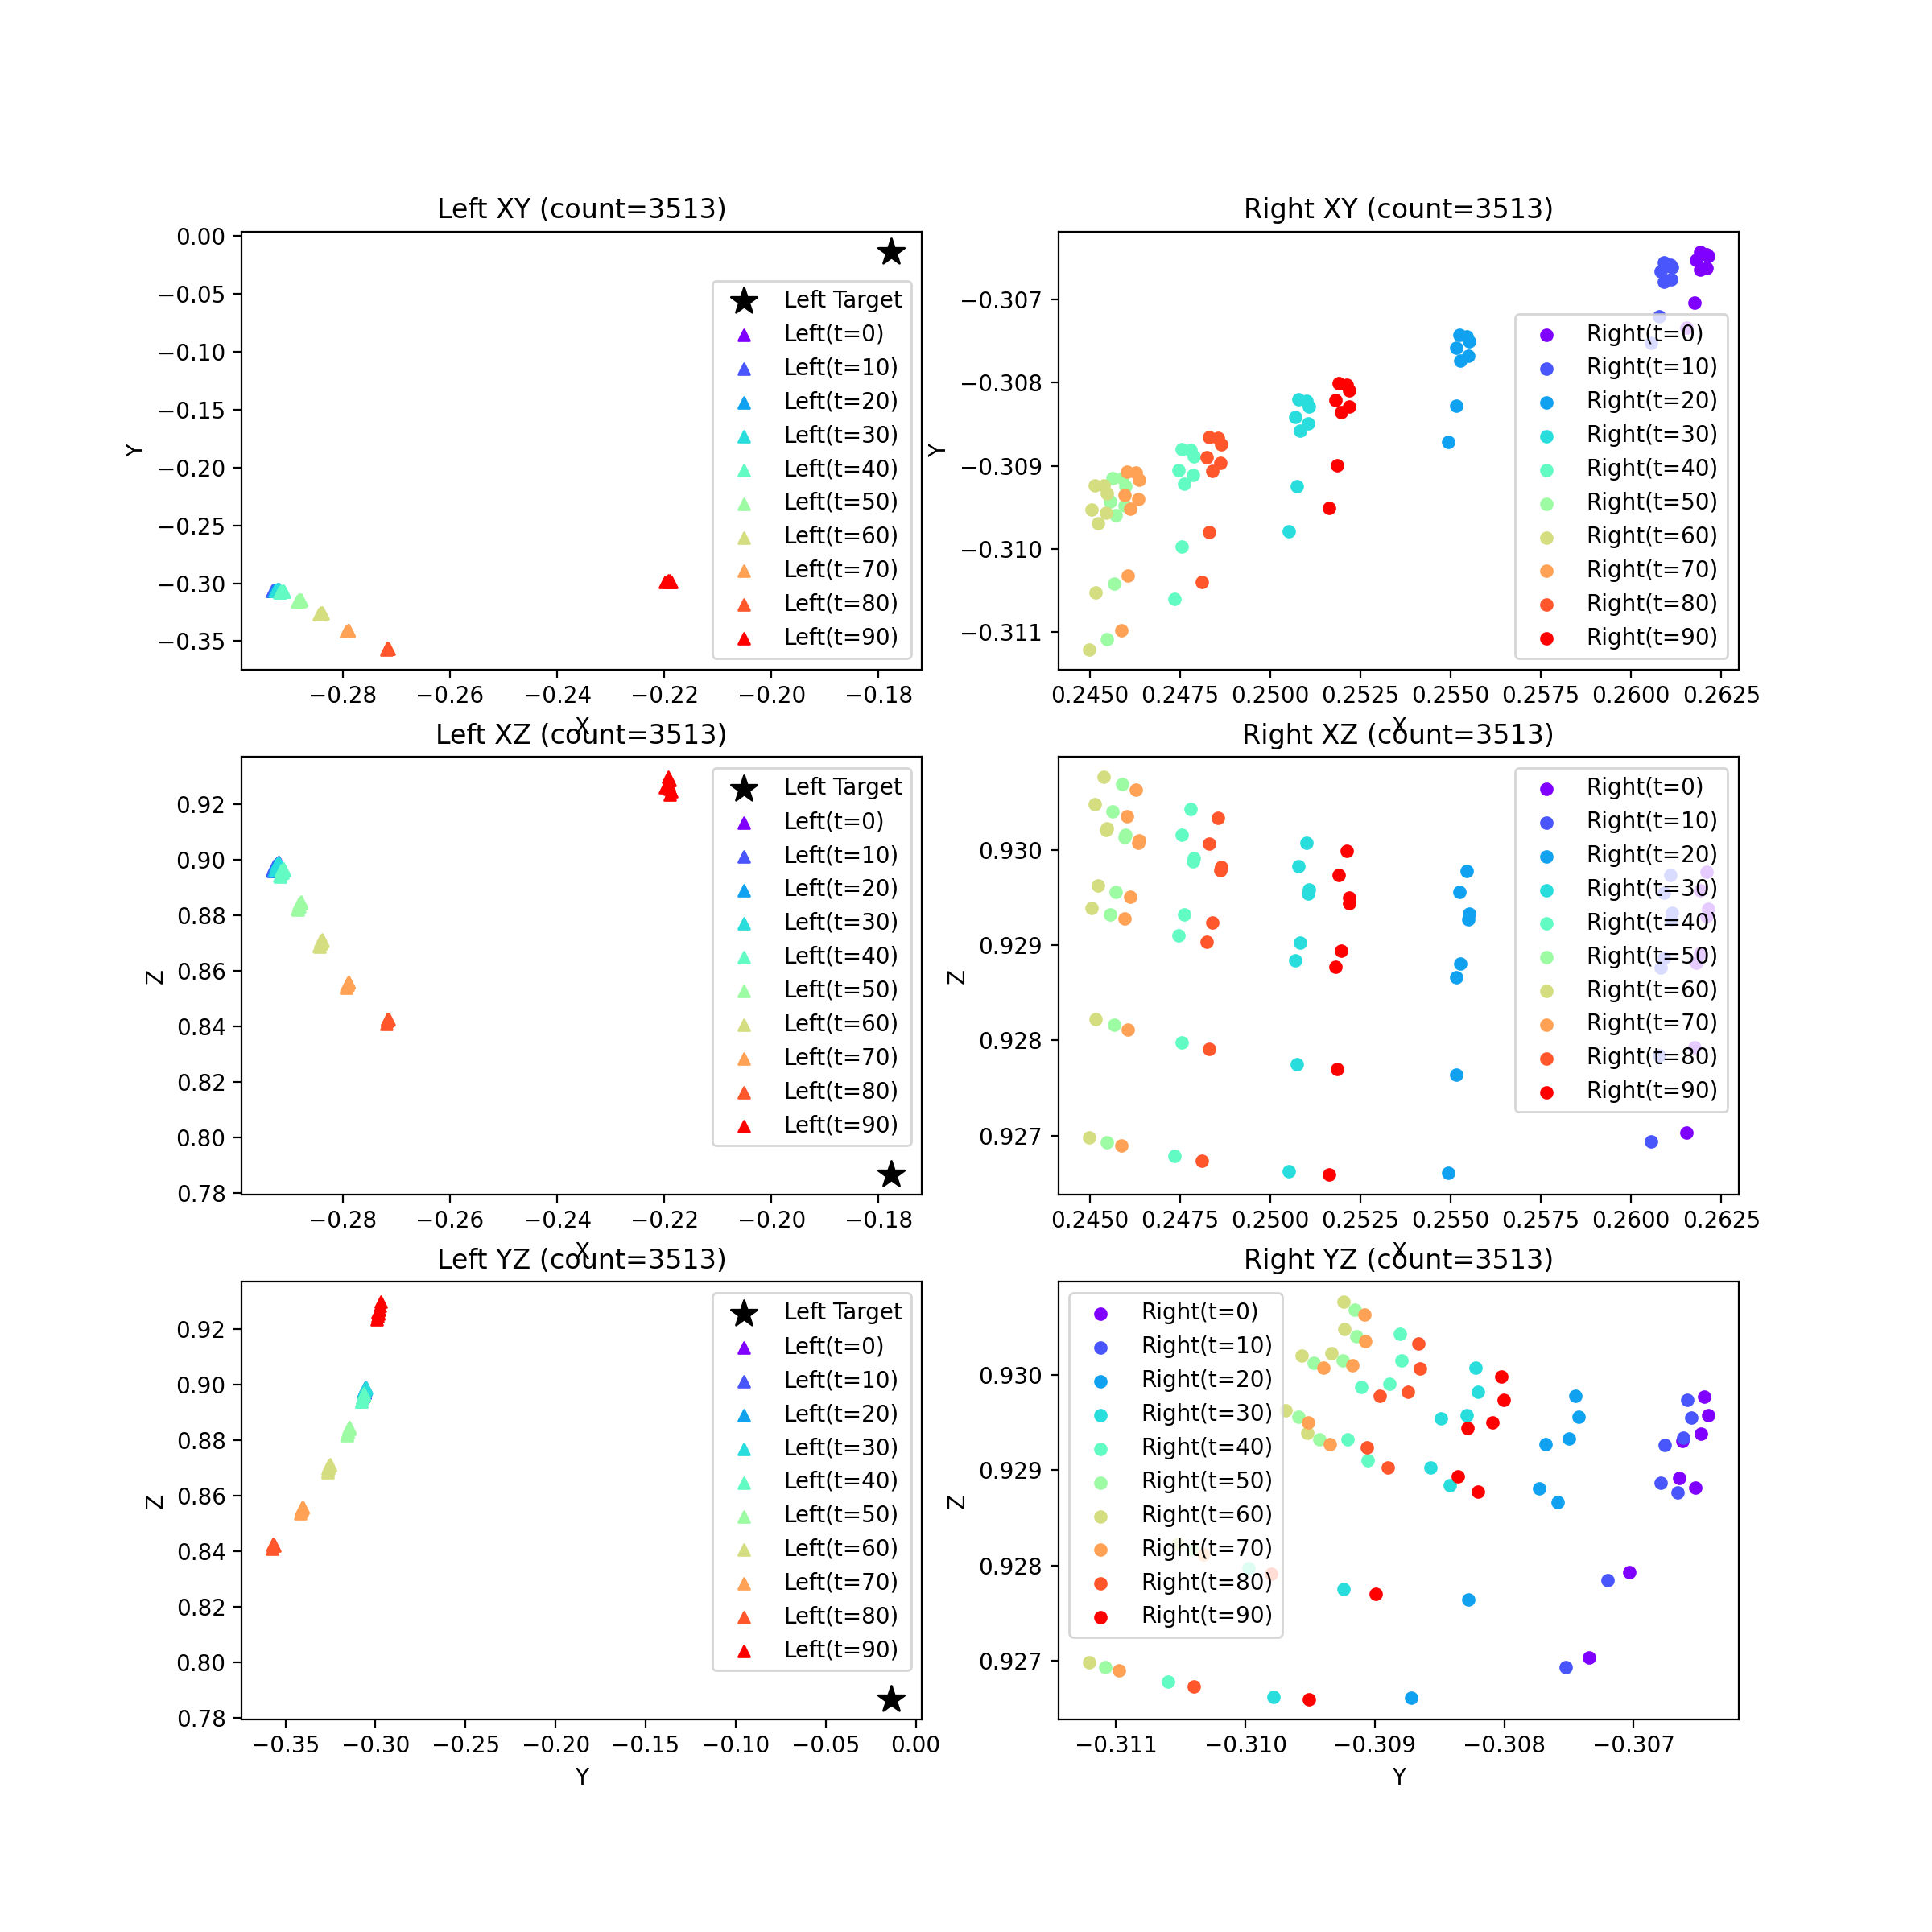 Left XY (count=3513)
0.00
−0.05
−0.10
−0.15
−0.20
−0.25
−0.30
−0.35
Y
Left Target
Left(t=0)
Left(t=10)
Left(t=20)
Left(t=30)
Left(t=40)
Left(t=50)
Left(t=60)
Left(t=70)
Left(t=80)
Left(t=90)
−0.28 −0.26 −0.24 −0.22 −0.20 −0.18
X
Right XY (count=3513)
−0.307
−0.308
−0.309
−0.310
−0.311
Y
Right(t=0)
Right(t=10)
Right(t=20)
Right(t=30)
Right(t=40)
Right(t=50)
Right(t=60)
Right(t=70)
Right(t=80)
Right(t=90)
0.2450 0.2475 0.2500 0.2525 0.2550 0.2575 0.2600 0.2625
X
Left XZ (count=3513)
0.92
0.90
0.88
0.86
0.84
0.82
0.80
0.78
Z
Left Target
Left(t=0)
Left(t=10)
Left(t=20)
Left(t=30)
Left(t=40)
Left(t=50)
Left(t=60)
Left(t=70)
Left(t=80)
Left(t=90)
−0.28 −0.26 −0.24 −0.22 −0.20 −0.18
X
Right XZ (count=3513)
0.930
0.929
0.928
0.927
Z
Right(t=0)
Right(t=10)
Right(t=20)
Right(t=30)
Right(t=40)
Right(t=50)
Right(t=60)
Right(t=70)
Right(t=80)
Right(t=90)
0.2450 0.2475 0.2500 0.2525 0.2550 0.2575 0.2600 0.2625
X
Left YZ (count=3513)
0.92
0.90
0.88
0.86
0.84
0.82
0.80
0.78
Z
Left Target
Left(t=0)
Left(t=10)
Left(t=20)
Left(t=30)
Left(t=40)
Left(t=50)
Left(t=60)
Left(t=70)
Left(t=80)
Left(t=90)
−0.35 −0.30 −0.25 −0.20 −0.15 −0.10 −0.05 0.00
Y
Right YZ (count=3513)
0.930
0.929
0.928
0.927
Z
Right(t=0)
Right(t=10)
Right(t=20)
Right(t=30)
Right(t=40)
Right(t=50)
Right(t=60)
Right(t=70)
Right(t=80)
Right(t=90)
−0.311 −0.310 −0.309 −0.308 −0.307
Y